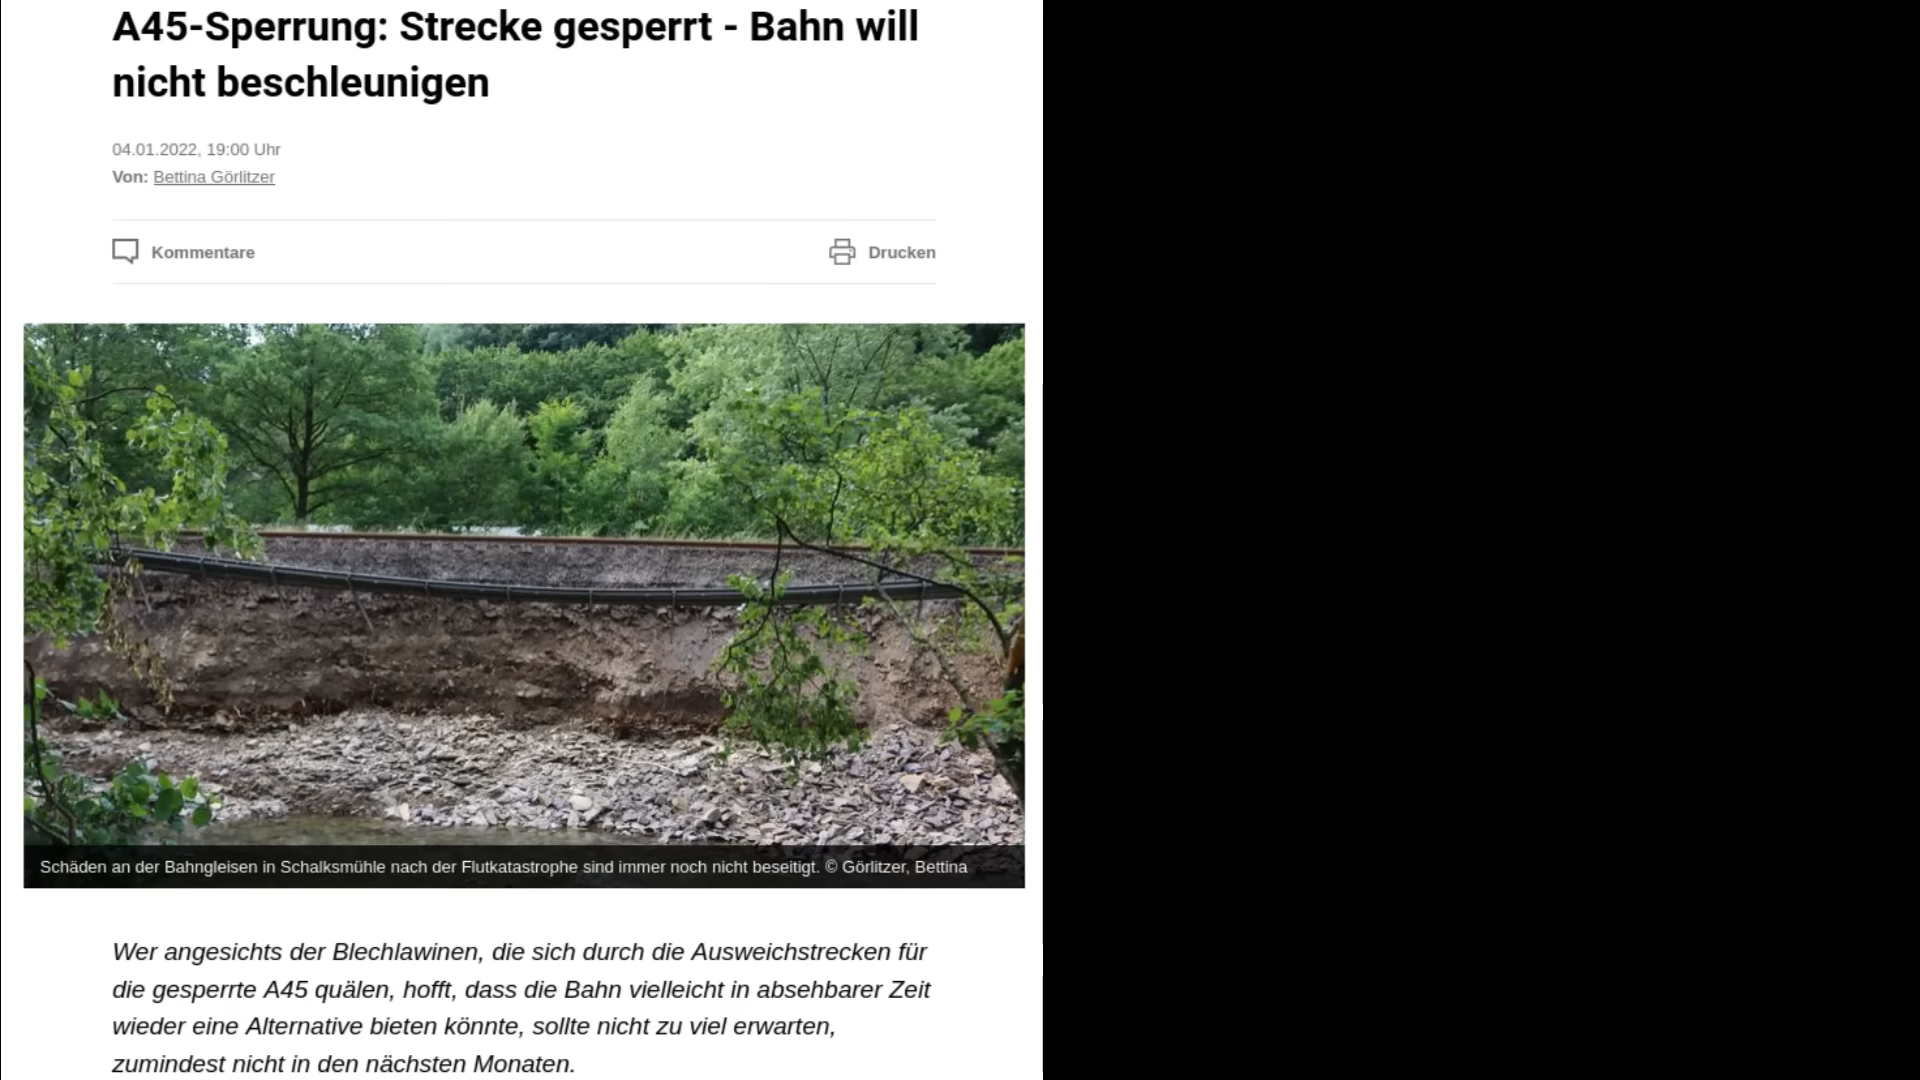 A45-Sperrung: Strecke gesperrt - Bahn will
nicht beschleunigen
04.01.2022, 19:00 Uhr
Von: Bettina Görlitzer
Kommentare
Drucken
Schäden an der Bahngleisen in Schalksmühle nach der Flutkatastrophe sind immer noch nicht beseitigt. © Görlitzer, Bettina
Wer angesichts der Blechlawinen, die sich durch die Ausweichstrecken für
die gesperrte A45 quälen, hofft, dass die Bahn vielleicht in absehbarer Zeit
wieder eine Alternative bieten könnte, sollte nicht zu viel erwarten,
zumindest nicht in den nächsten Monaten.